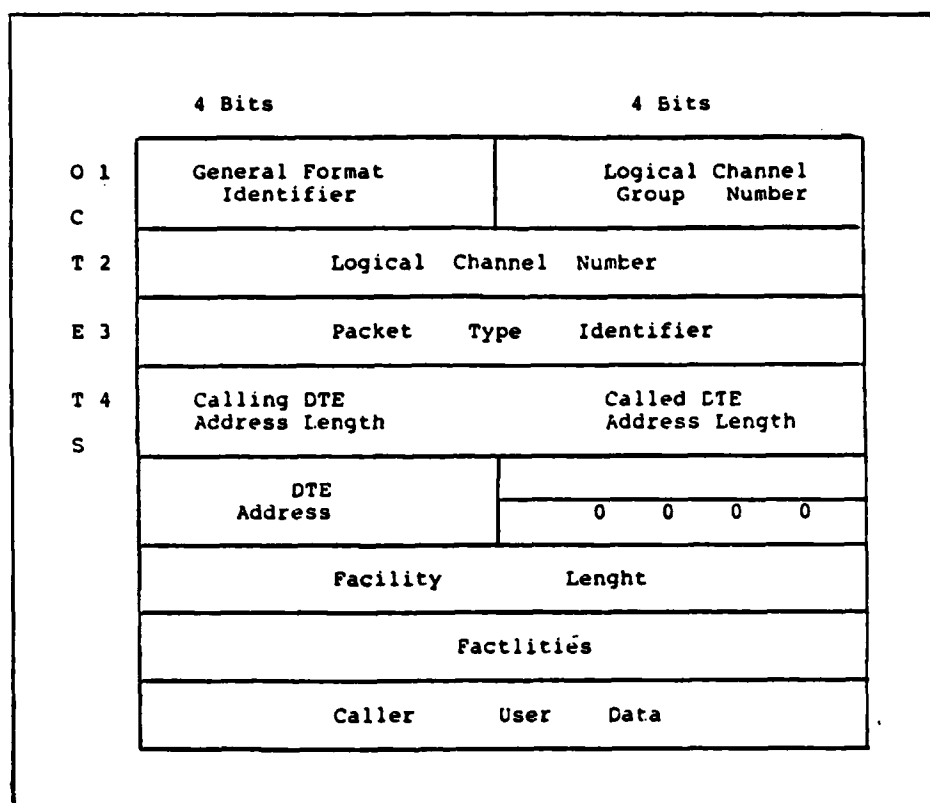 4 Bits 4 Bits
O 1 General Format Logical Channel
Identifier Group Number
C
T 2 Logical Channel Number
E 3 Packet Type Identifier
T 4 Calling DTE Called DTE
Address Length Address Length
S
DTE
Address 0 0 0 0
Facility Lenght
Factlities
Caller User Data